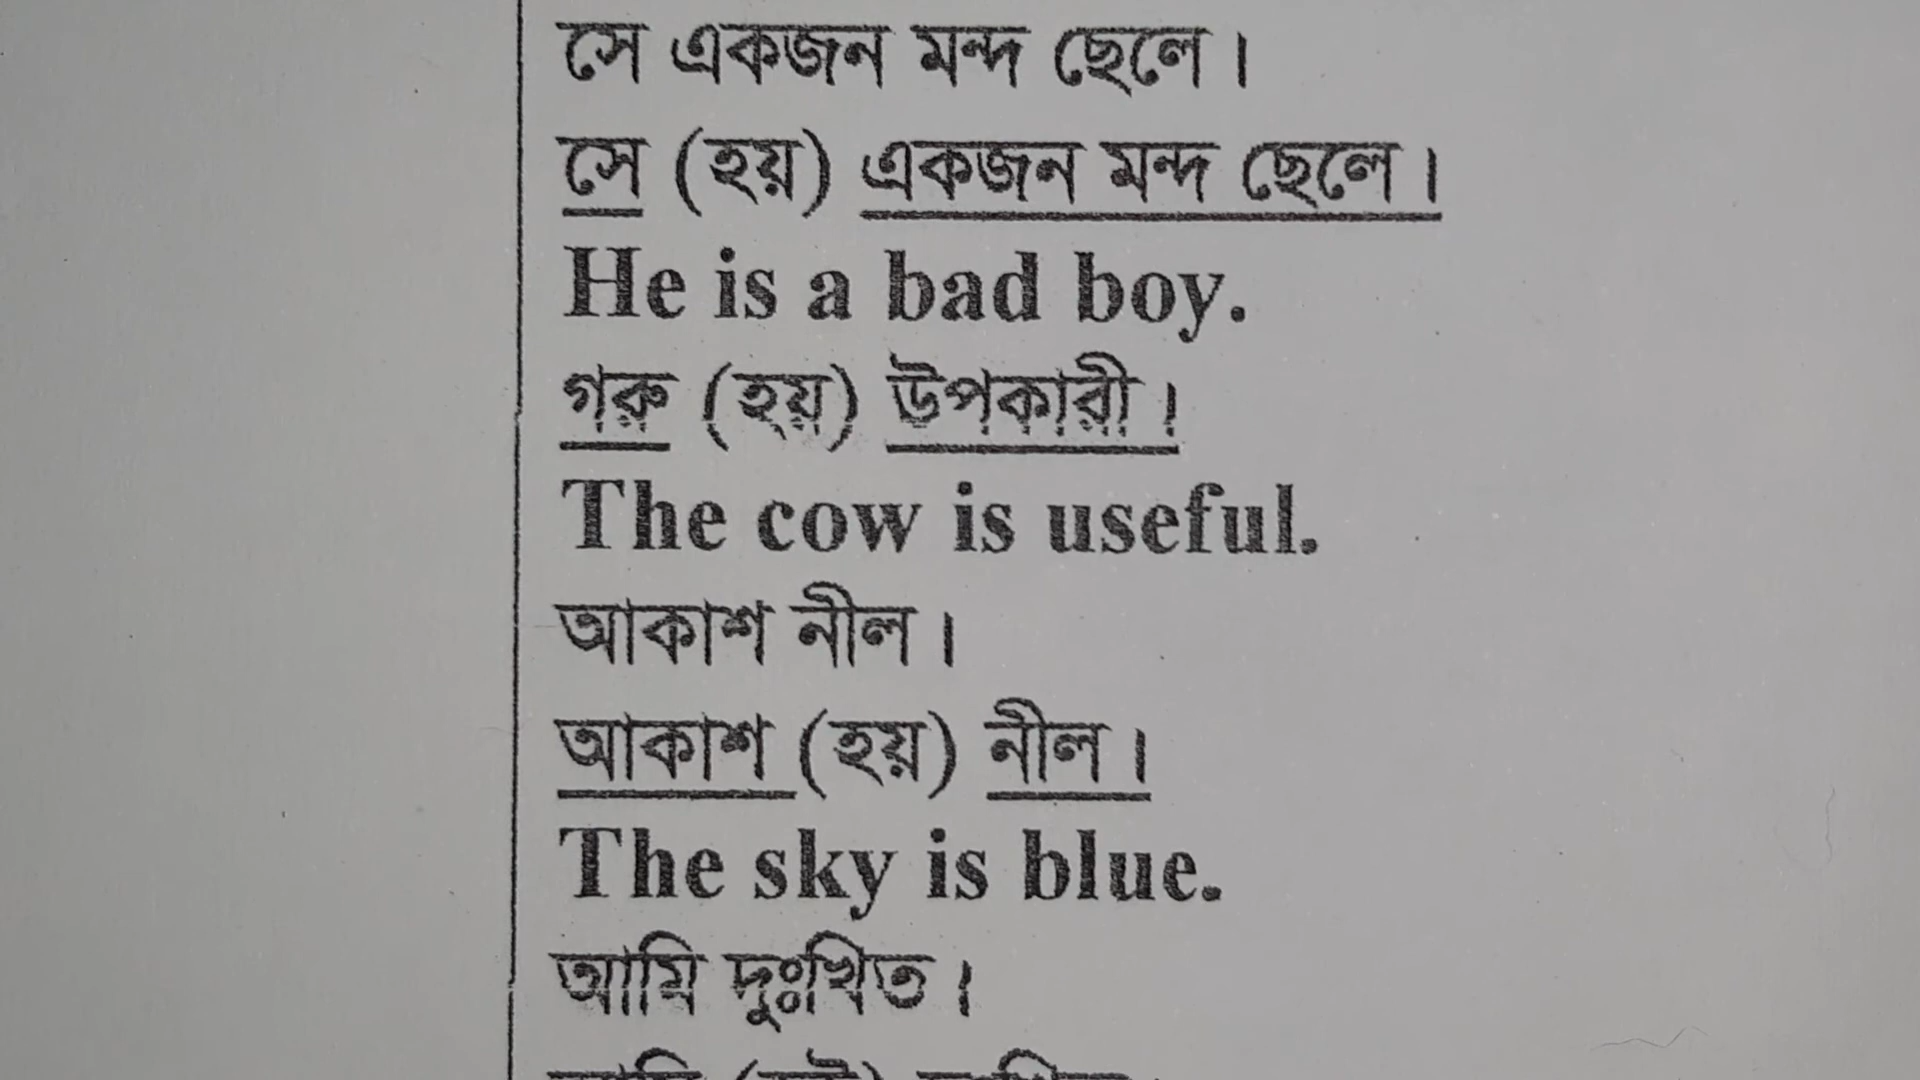 সে একজন মন্দ ছেলে।
সে (হয়) একজন মন্দ ছেলে।
He is a bad boy.
গরু (হয়) উপকারী।
The cow is useful.
আকাশ নীল।
আকাশ (হয়) নীল।
The sky is blue.
আমি দুঃখিত।